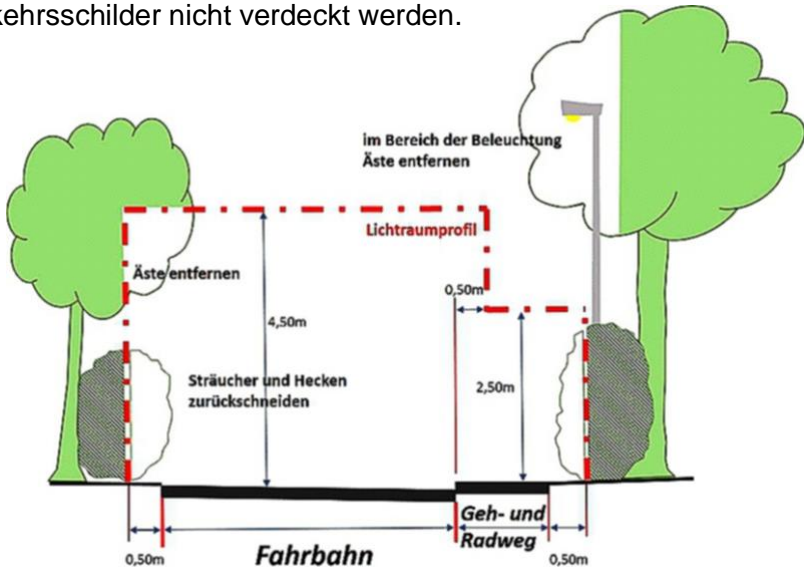 kehrsschilder nicht verdeckt werden.
im Bereich der Beleuchtung
Äste entfernen
Lichtraumprofil
Äste entfernen
0,50m
4,50m
Sträucher und Hecken
zurückschneiden
2,50m
Geh- und
Radweg
0,50m
Fahrbahn
0,50m